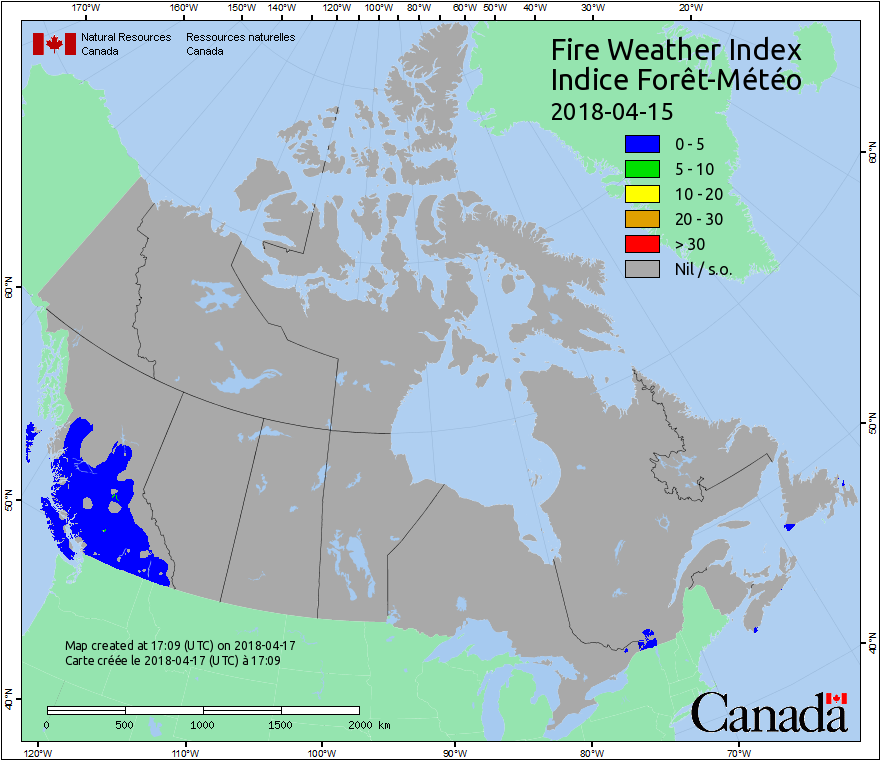 170°W 160°W 150°W 140°W 130°W 120°W 110°W 100°W 90°W 80°W 60°W 50°W 40°W 30°W 20°W
Natural Resources Ressources naturelles
Canada Canada
Fire Weather Index
Indice Forêt-Météo
2018-04-15
0 - 5
5 - 10
10 - 20
20 - 30
> 30
Nil / s.o.
60°N 60°N
50°N 50°N
40°N 40°N
Map created at 17:09 (UTC) on 2018-04-17
Carte créée le 2018-04-17 (UTC) à 17:09
0 500 1000 1500 2000 km
Canada
120°W 110°W 100°W 90°W 80°W 70°W